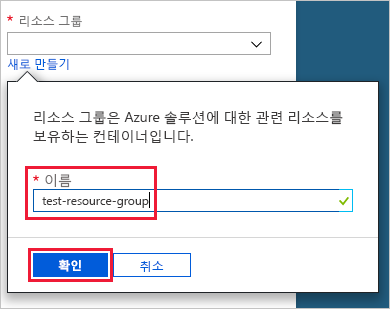 * 리소스 그룹
새로 만들기
리소스 그룹은 Azure 솔루션에 대한 관련 리소스를
보유하는 컨테이너입니다.
* 이름
test-resource-group
확인 취소